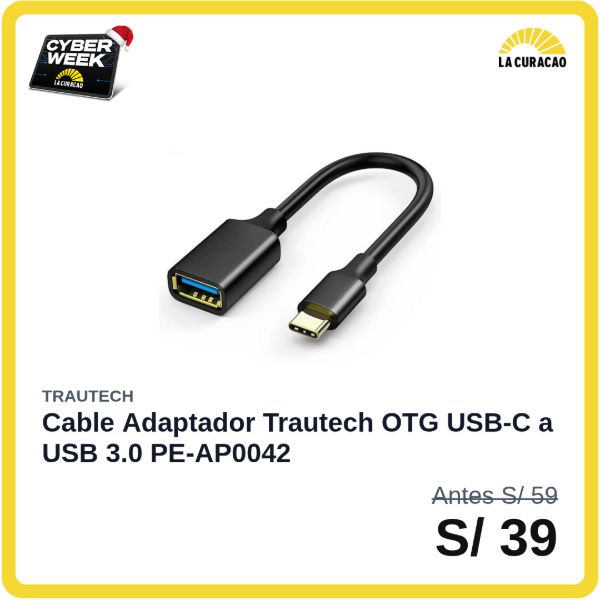 CYBER
WEEK
LA CURACAO
LA CURACAO
TRAUTECH
Cable Adaptador Trautech OTG USB-C a
USB 3.0 PE-AP0042
Antes S/ 59
S/ 39